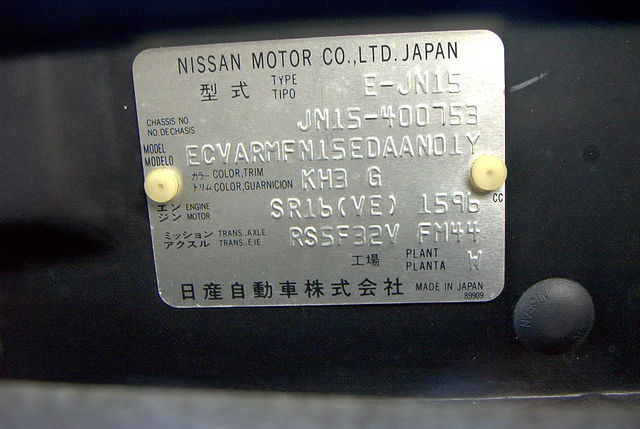 NISSAN MOTOR CO.,LTD. JAPAN
型式 TYPE TIPO E-JN15
CHASSIS NO. NO. DE CHASIS JN15-400753
MODEL MODELO ECVARMFN15EDAAN01Y
カラー COLOR,TRIM トリム COLOR,GUARNICION KH3 G
エンジン ENGINE MOTOR SR16(VE) 1596 CC
ミッション TRANS.,AXLE アクスル TRANS.,EJE RS5F32V FM44
工場 PLANT PLANTA W
日産自動車株式会社 MADE IN JAPAN
89909
NISSAN